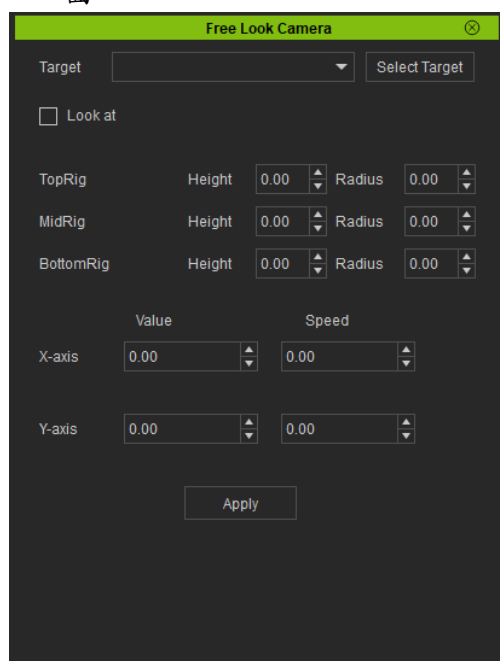 Free Look Camera
Target Select Target
Look at
TopRig Height 0.00 Radius 0.00
MidRig Height 0.00 Radius 0.00
BottomRig Height 0.00 Radius 0.00
Value Speed
X-axis 0.00 0.00
Y-axis 0.00 0.00
Apply